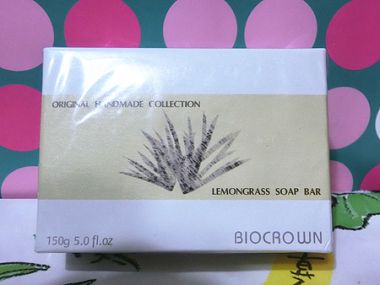 ORIGINAL HANDMADE COLLECTION
LEMONGRASS SOAP BAR
150g 5.0 fl.oz
BIOCROWN